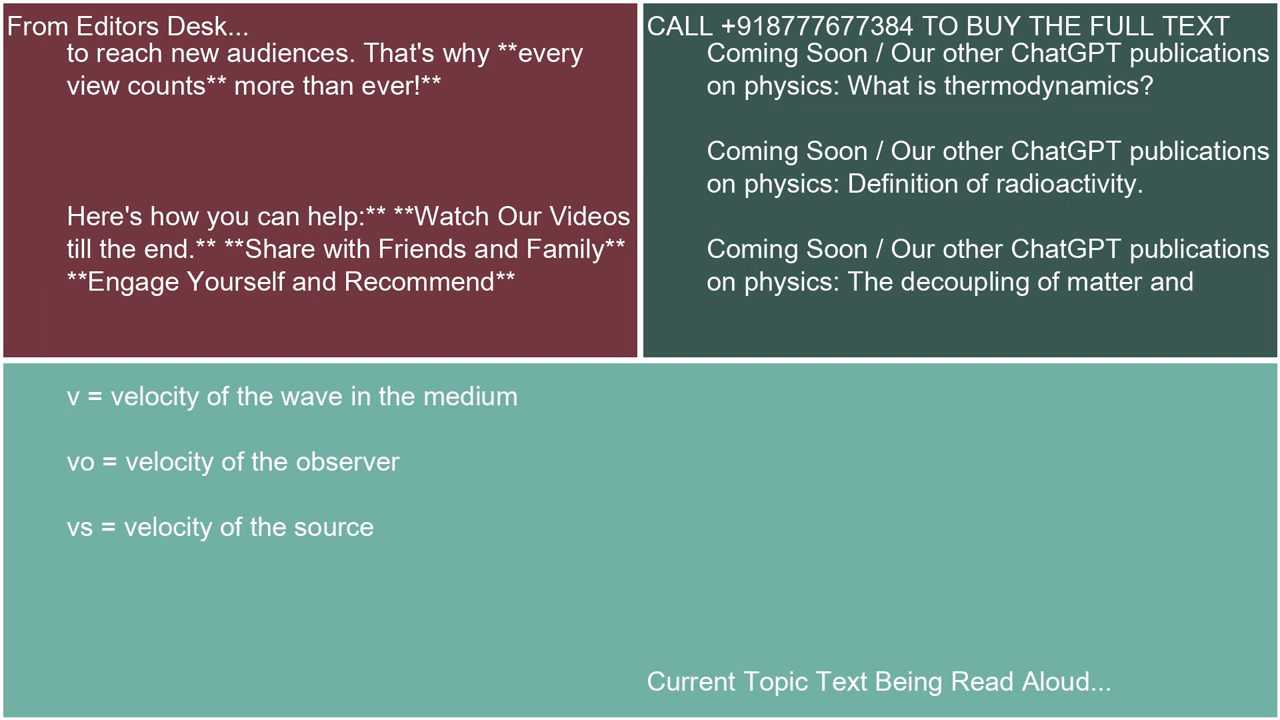 From Editors Desk...
to reach new audiences. That's why **every
view counts** more than ever!**
Here's how you can help:** **Watch Our Videos
till the end.** **Share with Friends and Family**
**Engage Yourself and Recommend**
CALL +918777677384 TO BUY THE FULL TEXT
Coming Soon / Our other ChatGPT publications
on physics: What is thermodynamics?
Coming Soon / Our other ChatGPT publications
on physics: Definition of radioactivity.
Coming Soon / Our other ChatGPT publications
on physics: The decoupling of matter and
v = velocity of the wave in the medium
vo = velocity of the observer
vs = velocity of the source
Current Topic Text Being Read Aloud...